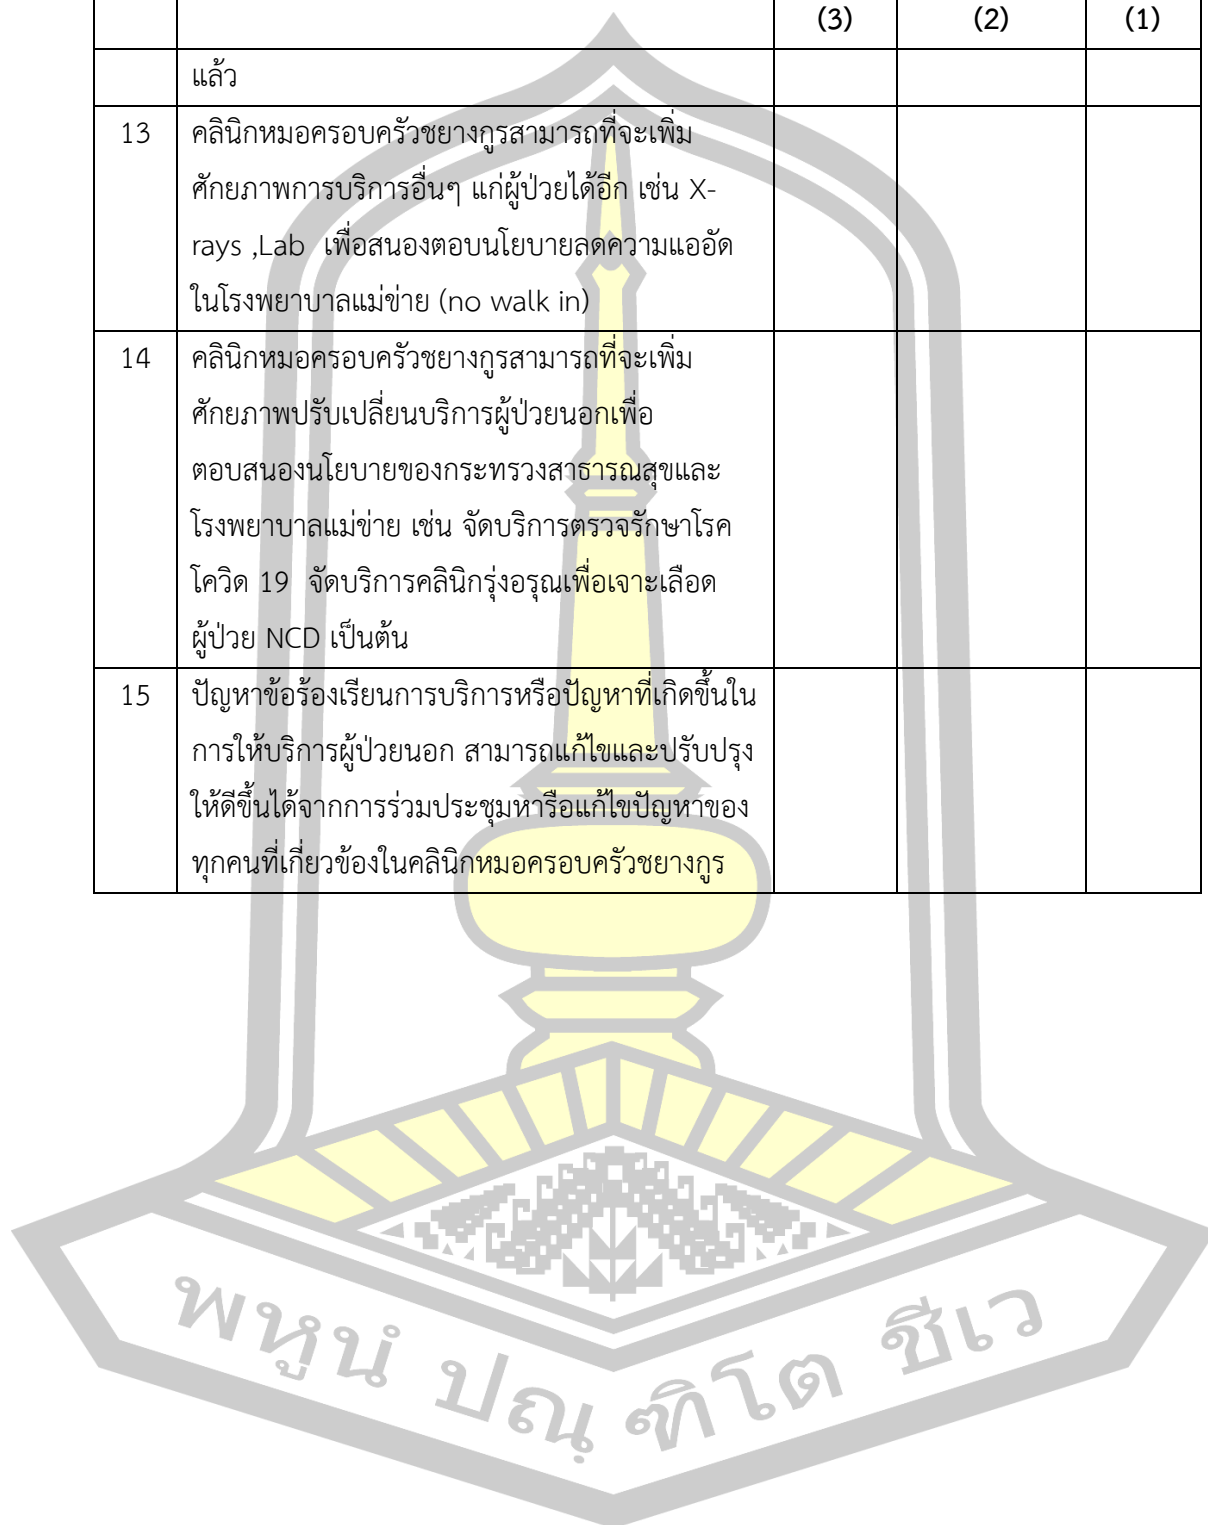 (3) (2) (1)
แล้ว
13 คลินิกหมอครอบครัวชยางกูรสามารถที่จะเพิ่ม
ศักยภาพการบริการอื่นๆ แก่ผู้ป่วยได้อีก เช่น X-
rays ,Lab เพื่อสนองตอบนโยบายลดความแออัด
ในโรงพยาบาลแม่ข่าย (no walk in)
14 คลินิกหมอครอบครัวชยางกูรสามารถที่จะเพิ่ม
ศักยภาพปรับเปลี่ยนบริการผู้ป่วยนอกเพื่อ
ตอบสนองนโยบายของกระทรวงสาธารณสุขและ
โรงพยาบาลแม่ข่าย เช่น จัดบริการตรวจรักษาโรค
โควิด 19 จัดบริการคลินิกรุ่งอรุณเพื่อเจาะเลือด
ผู้ป่วย NCD เป็นต้น
15 ปัญหาข้อร้องเรียนการบริการหรือปัญหาที่เกิดขึ้นใน
การให้บริการผู้ป่วยนอก สามารถแก้ไขและปรับปรุง
ให้ดีขึ้นได้จากการร่วมประชุมหารือแก้ไขปัญหาของ
ทุกคนที่เกี่ยวข้องในคลินิกหมอครอบครัวชยางกูร
พหูนํ ปณฺฑิโต ชีเว